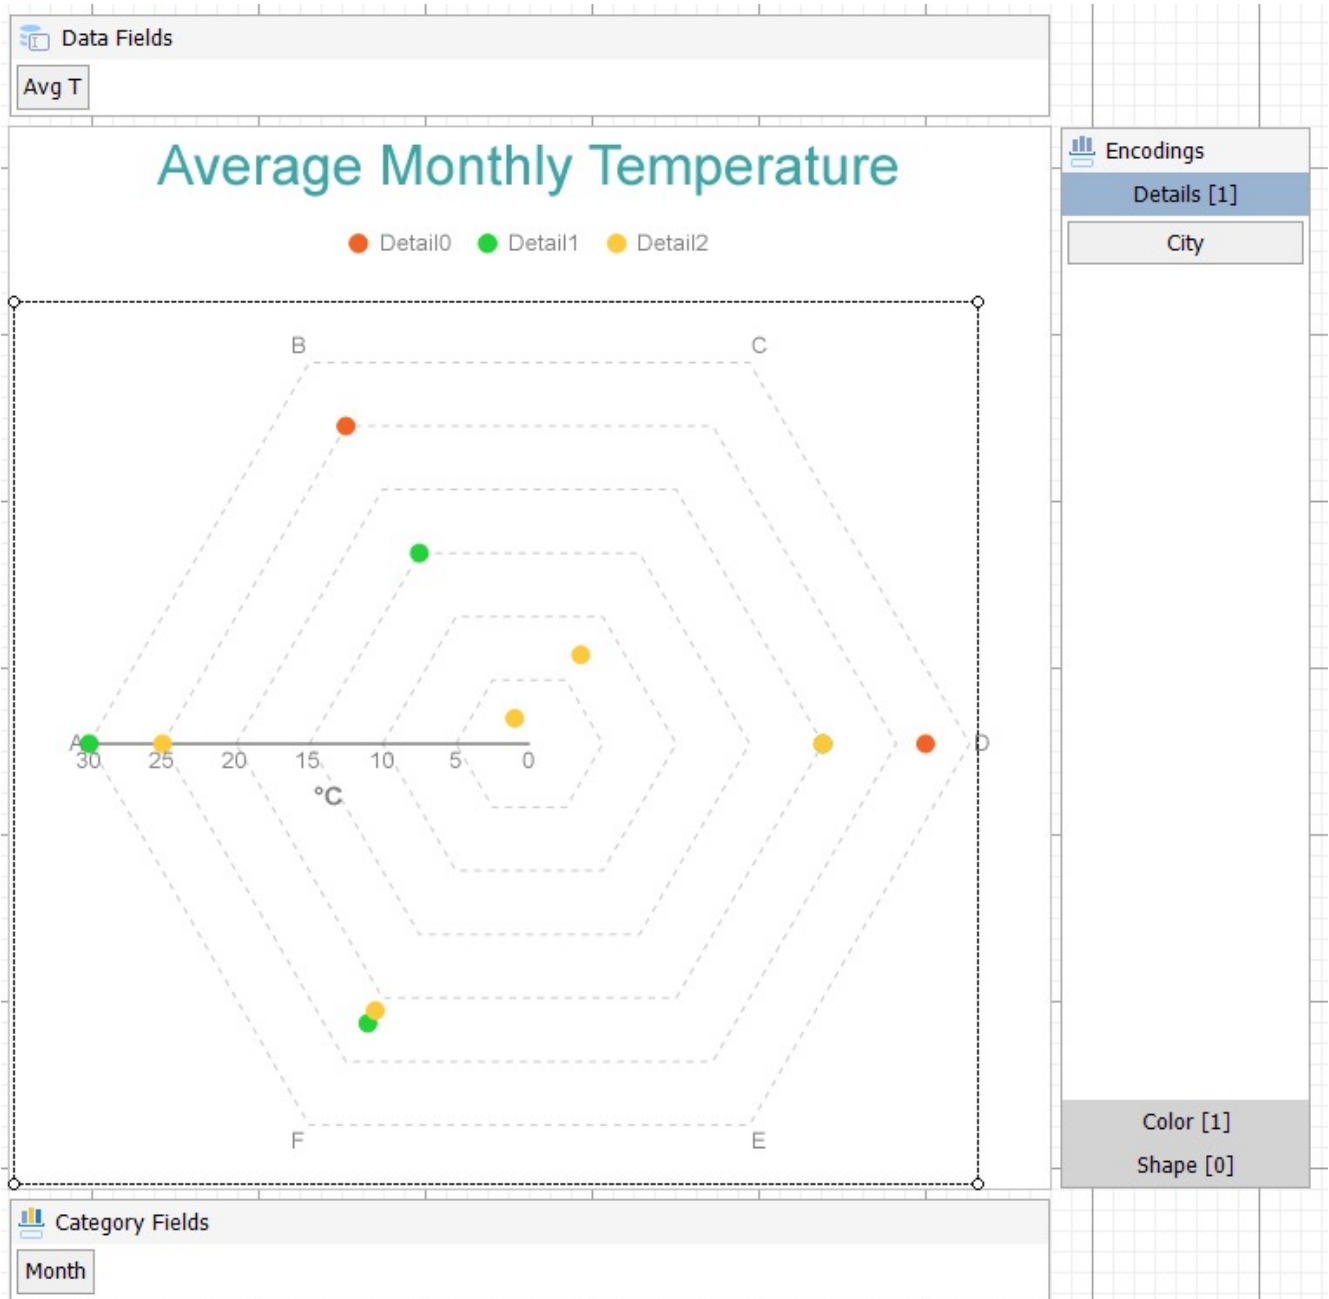 Data Fields
Avg T
Average Monthly Temperature
Detail0 Detail1 Detail2
Encodings
Details [1]
City
B C
A D
30 25 20 15 10 5 0
°C
F E
Color [1]
Shape [0]
Category Fields
Month